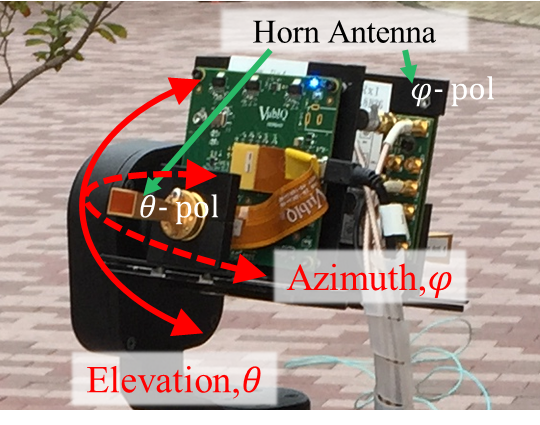 Horn Antenna
φ- pol
VubIQ
θ- pol
VubIQ
Azimuth,φ
Elevation,θ